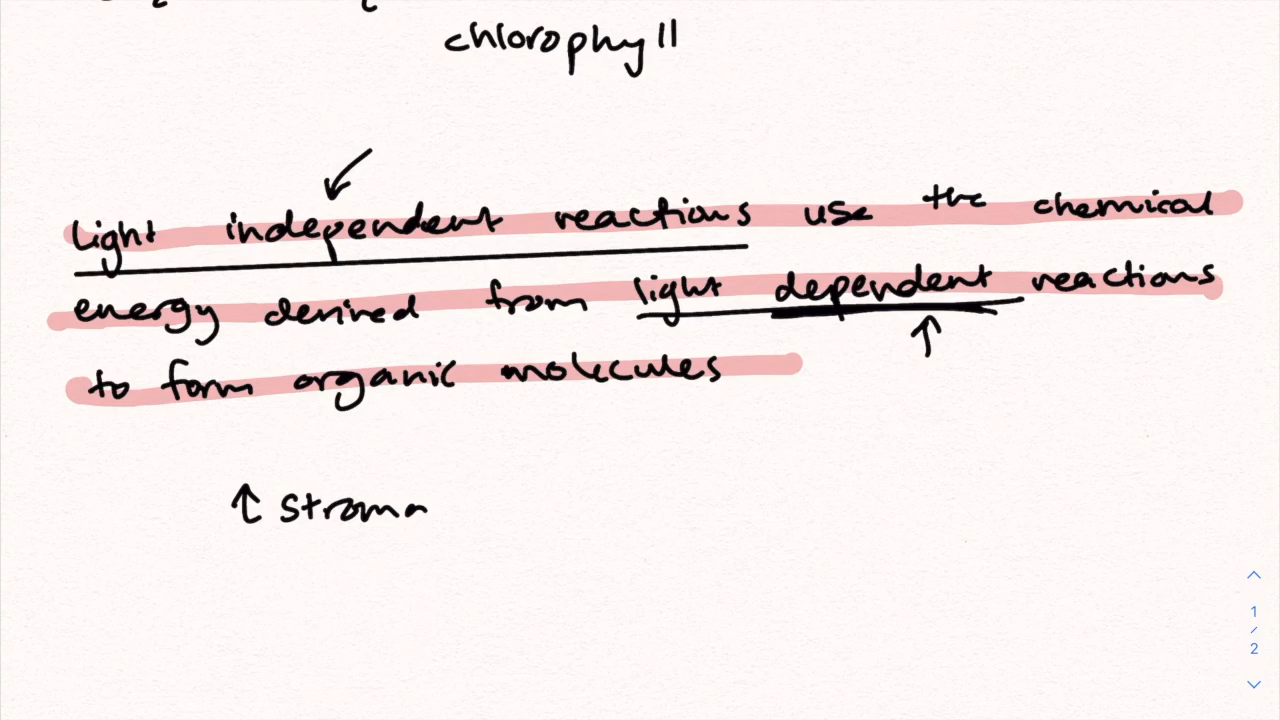 chlorophyll
light independent reactions use the chemical
energy derived from light dependent reactions
to form organic molecules
↑ stroma
1
/
2